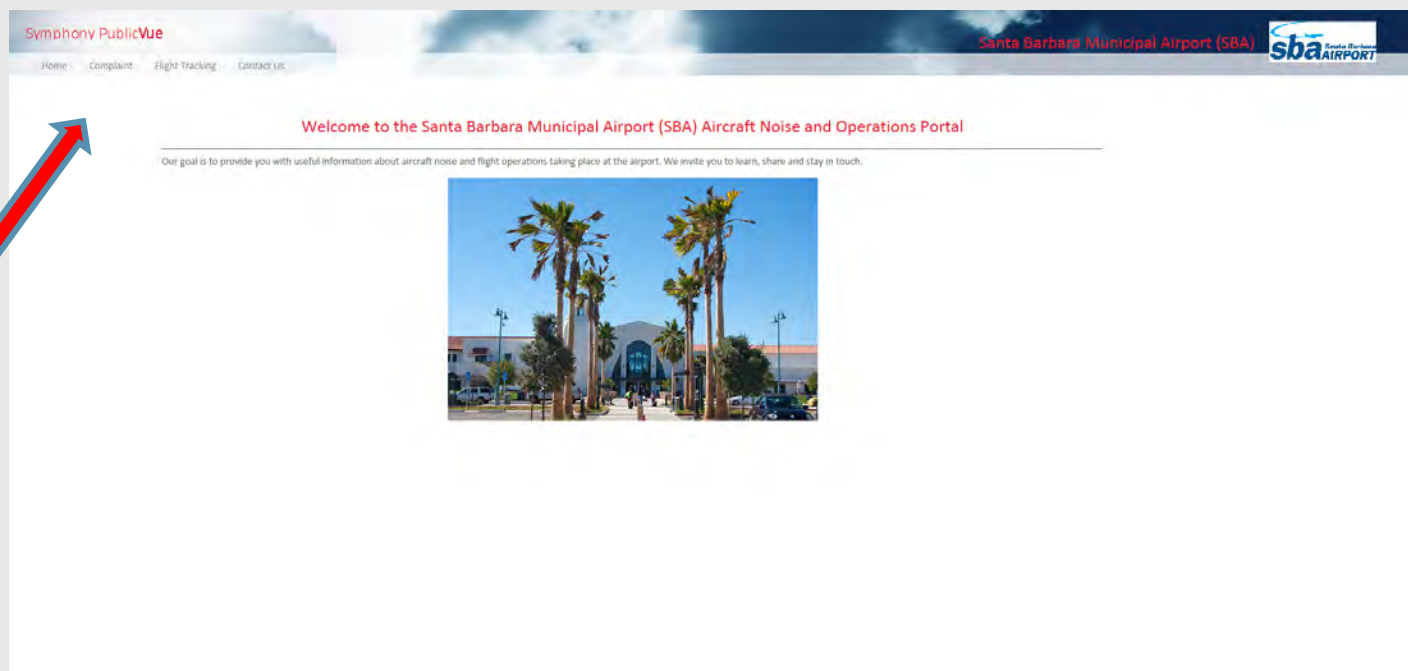 Symphony PublicVue
Santa Barbara Municipal Airport (SBA)
sba Santa Barbara
AIRPORT
Home Complaint Flight Tracking Contact Us
Welcome to the Santa Barbara Municipal Airport (SBA) Aircraft Noise and Operations Portal
Our goal is to provide you with useful information about aircraft noise and flight operations taking place at the airport. We invite you to learn, share and stay in touch.